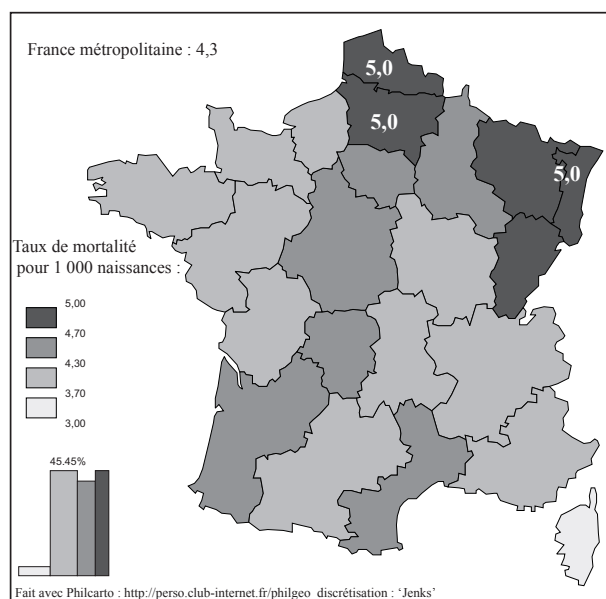 France métropolitaine : 4,3
5,0
5,0
5,0
Taux de mortalité
pour 1 000 naissances :
5,00
4,70
4,30
3,70
3,00
45.45%
Fait avec Philcarto : http://perso.club-internet.fr/philgeo discrétisation : ‘Jenks’